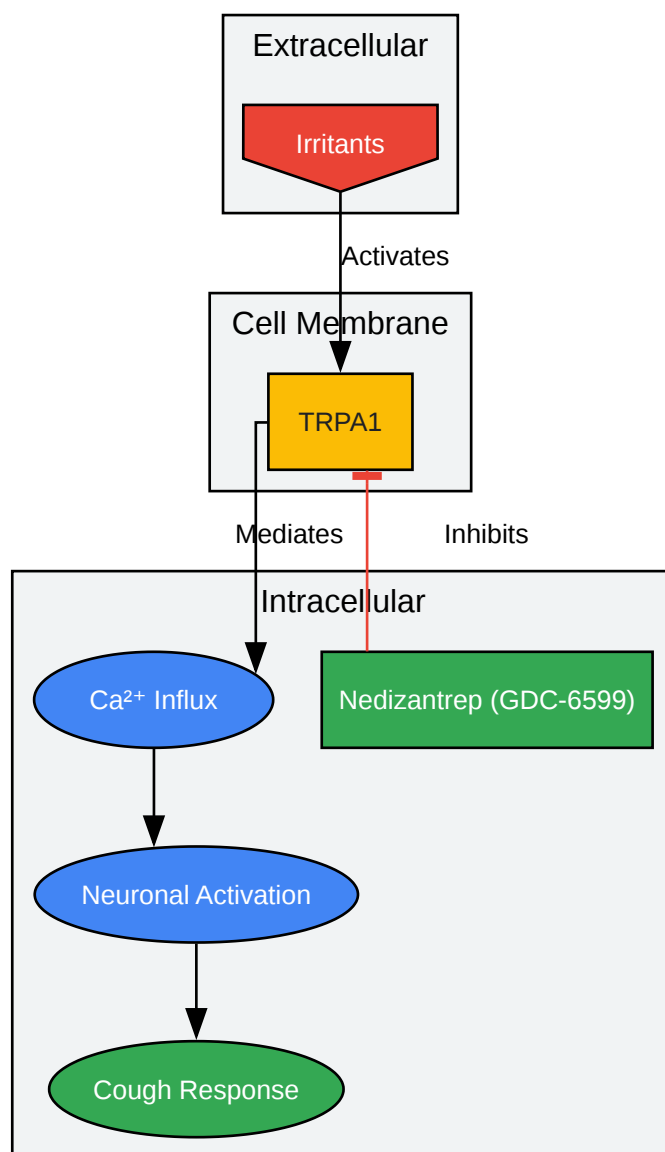 Extracellular
Irritants
Activates
Cell Membrane
TRPA1
Mediates
Inhibits
Intracellular
Ca²⁺ Influx
Nedizantrep (GDC-6599)
Neuronal Activation
Cough Response